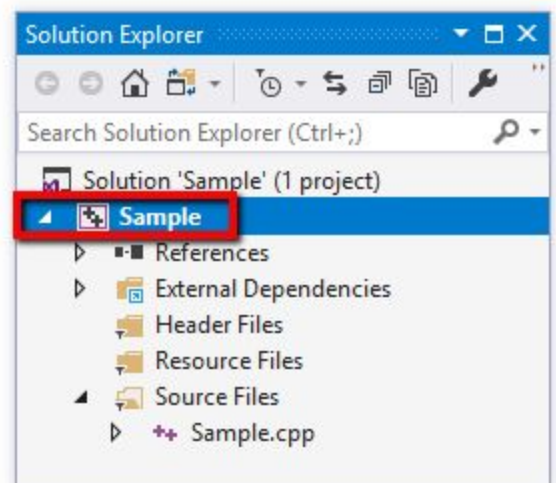 Solution Explorer
Search Solution Explorer (Ctrl+;)
Solution 'Sample' (1 project)
Sample
References
External Dependencies
Header Files
Resource Files
Source Files
Sample.cpp